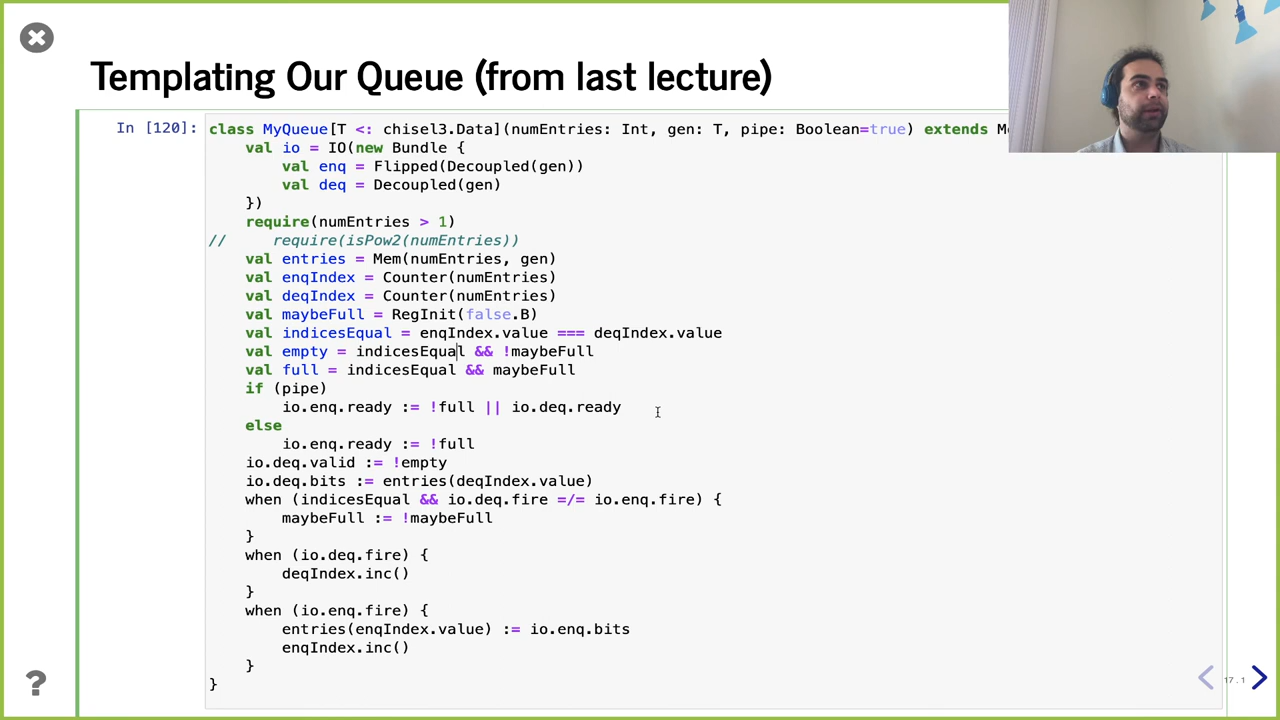 Templating Our Queue (from last lecture)
In [120]:
class MyQueue[T <: chisel3.Data](numEntries: Int, gen: T, pipe: Boolean=true) extends
    val io = IO(new Bundle {
        val enq = Flipped(Decoupled(gen))
        val deq = Decoupled(gen)
    })
    require(numEntries > 1)
//     require(isPow2(numEntries))
    val entries = Mem(numEntries, gen)
    val enqIndex = Counter(numEntries)
    val deqIndex = Counter(numEntries)
    val maybeFull = RegInit(false.B)
    val indicesEqual = enqIndex.value === deqIndex.value
    val empty = indicesEqual && !maybeFull
    val full = indicesEqual && maybeFull
    if (pipe)
        io.enq.ready := !full || io.deq.ready
    else
        io.enq.ready := !full
    io.deq.valid := !empty
    io.deq.bits := entries(deqIndex.value)
    when (indicesEqual && io.deq.fire =/= io.enq.fire) {
        maybeFull := !maybeFull
    }
    when (io.deq.fire) {
        deqIndex.inc()
    }
    when (io.enq.fire) {
        entries(enqIndex.value) := io.enq.bits
        enqIndex.inc()
    }
}
?
17.1